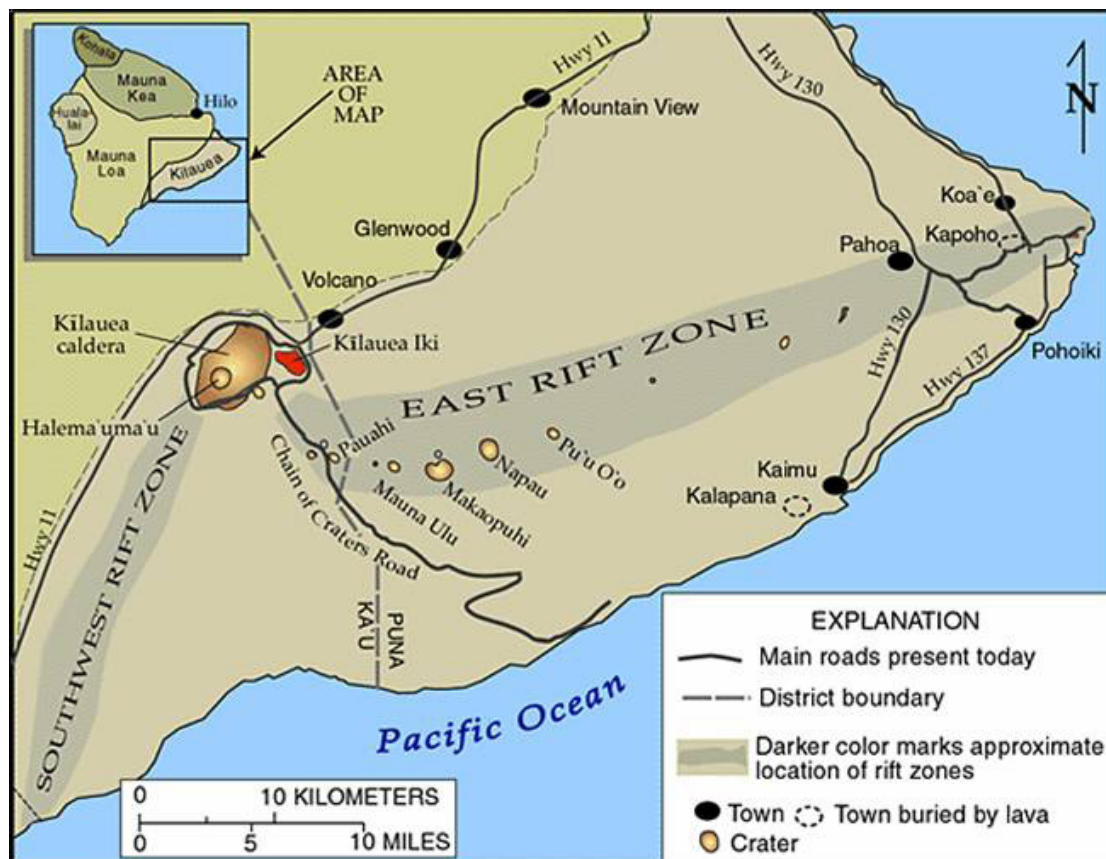 Kohala
Mauna
Kea
Huala-
lai
Hilo
Mauna
Loa
Kilauea
AREA
OF
MAP
Hwy 11
Mountain View
Hwy 130
N
Glenwood
Volcano
Koa`e
Kapoho
Pahoa
Pohoiki
Kīlauea
caldera
Kīlauea Iki
Halema`uma`u
EAST RIFT ZONE
Hwy 130
Hwy 137
Pauahi
Mauna Ulu
Makaopuhi
Napau
Pu`u O`o
Chain of Craters Road
Kaimu
Kalapana
Hwy 11
SOUTHWEST RIFT ZONE
KA'U
PUNA
Pacific Ocean
0 10 KILOMETERS
0 5 10 MILES
EXPLANATION
Main roads present today
District boundary
Darker color marks approximate
location of rift zones
Town Town buried by lava
Crater